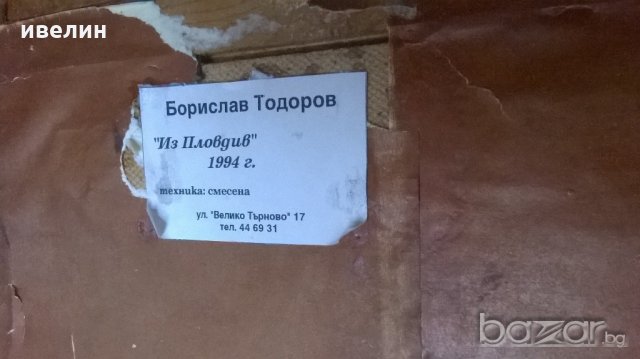 ивелин
Борислав Тодоров
"Из Пловдив"
1994 г.
техника: смесена
ул. "Велико Търново" 17
тел. 44 69 31
bazar.bg